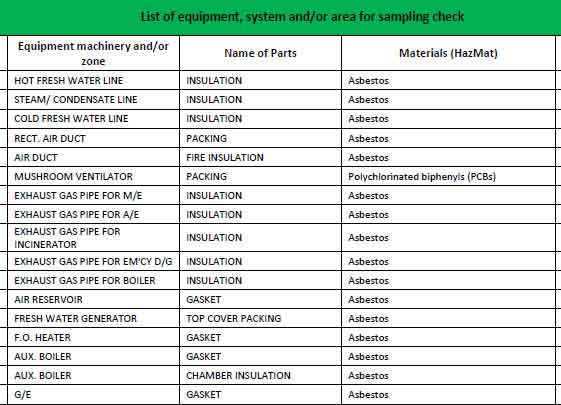 List of equipment, system and/or area for sampling check
Equipment machinery and/or zone Name of Parts Materials (HazMat)
HOT FRESH WATER LINE INSULATION Asbestos
STEAM/ CONDENSATE LINE INSULATION Asbestos
COLD FRESH WATER LINE INSULATION Asbestos
RECT. AIR DUCT PACKING Asbestos
AIR DUCT FIRE INSULATION Asbestos
MUSHROOM VENTILATOR PACKING Polychlorinated biphenyls (PCBs)
EXHAUST GAS PIPE FOR M/E INSULATION Asbestos
EXHAUST GAS PIPE FOR A/E INSULATION Asbestos
EXHAUST GAS PIPE FOR INCINERATOR INSULATION Asbestos
EXHAUST GAS PIPE FOR EM'CY D/G INSULATION Asbestos
EXHAUST GAS PIPE FOR BOILER INSULATION Asbestos
AIR RESERVOIR GASKET Asbestos
FRESH WATER GENERATOR TOP COVER PACKING Asbestos
F.O. HEATER GASKET Asbestos
AUX. BOILER GASKET Asbestos
AUX. BOILER CHAMBER INSULATION Asbestos
G/E GASKET Asbestos